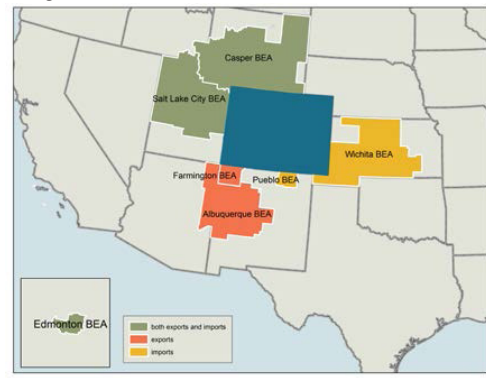 Casper BEA
Salt Lake City BEA
Wichita BEA
Farmington BEA
Pueblo BEA
Albuquerque BEA
Edmonton BEA
both exports and imports
exports
imports